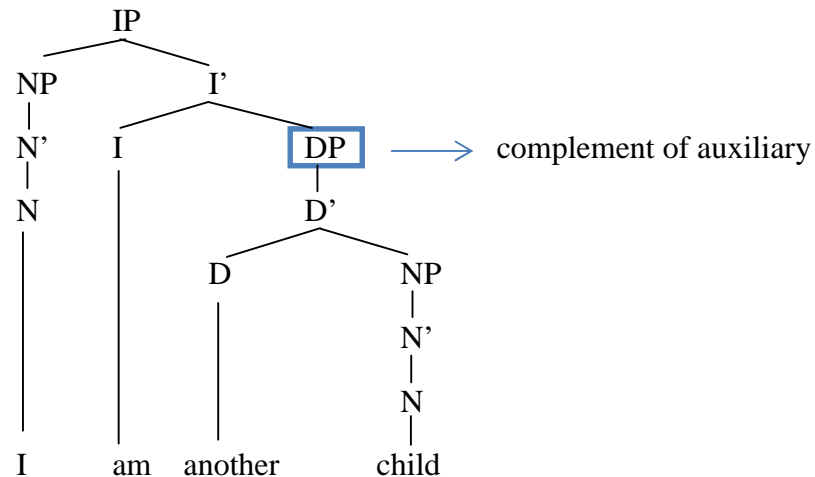 IP
NP I'
N' I DP complement of auxiliary
N D'
D NP
N'
N
I am another child